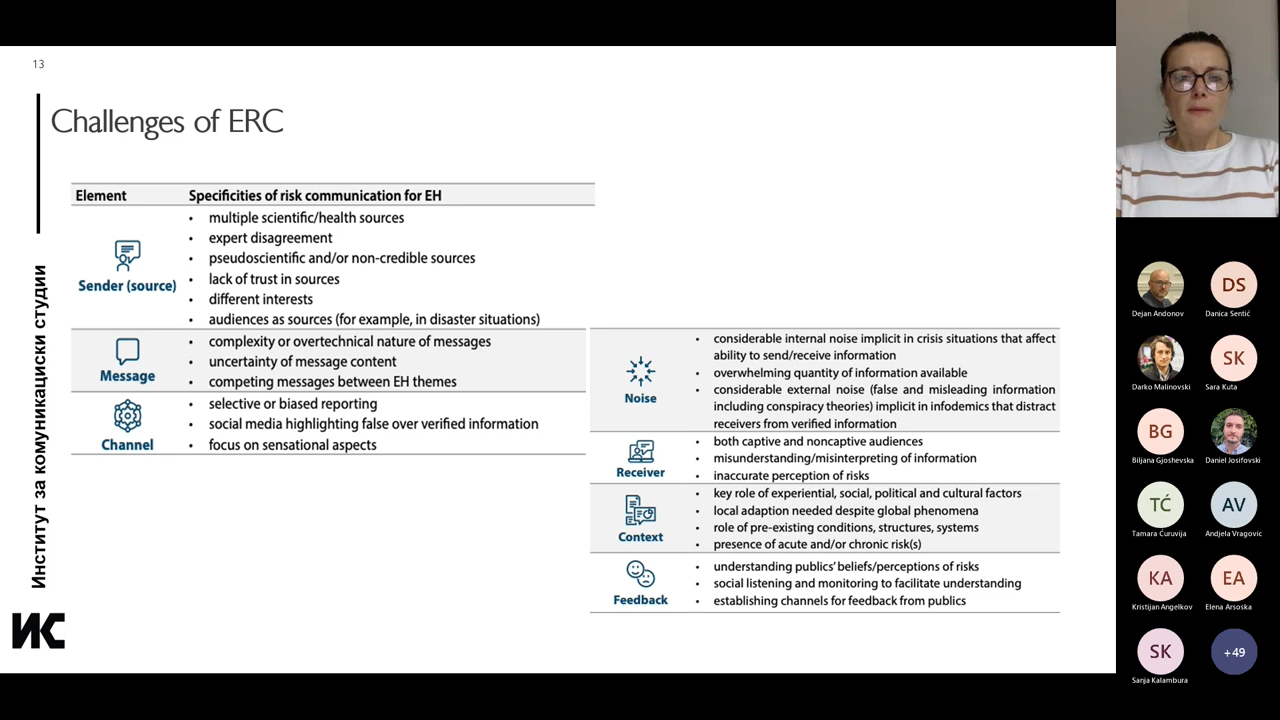 13
Challenges of ERC
Element Specificities of risk communication for EH
Sender (source)
• multiple scientific/health sources
• expert disagreement
• pseudoscientific and/or non-credible sources
• lack of trust in sources
• different interests
• audiences as sources (for example, in disaster situations)
Message
• complexity or overtechnical nature of messages
• uncertainty of message content
• competing messages between EH themes
Channel
• selective or biased reporting
• social media highlighting false over verified information
• focus on sensational aspects
Noise
• considerable internal noise implicit in crisis situations that affect
ability to send/receive information
• overwhelming quantity of information available
• considerable external noise (false and misleading information
including conspiracy theories) implicit in infodemics that distract
receivers from verified information
Receiver
• both captive and noncaptive audiences
• misunderstanding/misinterpreting of information
• inaccurate perception of risks
Context
• key role of experiential, social, political and cultural factors
• local adaption needed despite global phenomena
• role of pre-existing conditions, structures, systems
• presence of acute and/or chronic risk(s)
Feedback
• understanding publics' beliefs/perceptions of risks
• social listening and monitoring to facilitate understanding
• establishing channels for feedback from publics
Институт за комуникациски студии
ИС
Dejan Andonov
DS
Danica Sentić
Darko Malinovski
SK
Sara Kuta
BG
Biljana Gjoshevska
Daniel Josifovski
TĆ
Tamara Ćuruvija
AV
Andjela Vragovic
KA
Kristijan Angelkov
EA
Elena Arsoska
SK
Sanja Kalambura
+49